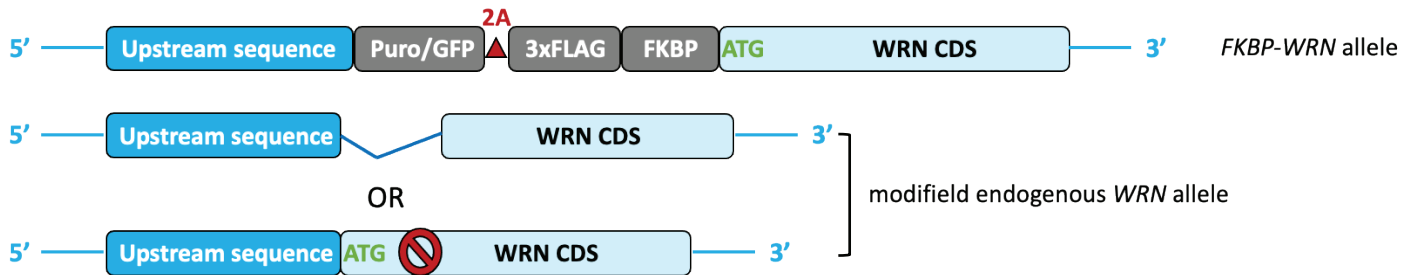 2A
5’ Upstream sequence Puro/GFP 3xFLAG FKBP ATG WRN CDS 3’ FKBP-WRN allele
5’ Upstream sequence WRN CDS 3’
OR
modifield endogenous WRN allele
5’ Upstream sequence ATG WRN CDS 3’